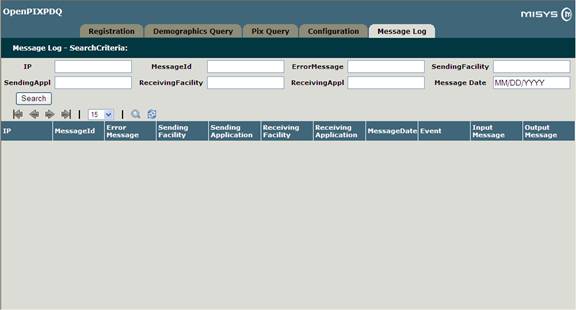 OpenPIXPDQ
MISYS
Registration Demographics Query Pix Query Configuration Message Log
Message Log - SearchCriteria:
IP MessageId ErrorMessage SendingFacility
SendingAppl ReceivingFacility ReceivingAppl Message Date MM/DD/YYYY
Search
15
IP MessageId Error Message Sending Facility Sending Application Receiving Facility Receiving Application MessageDate Event Input Message Output Message